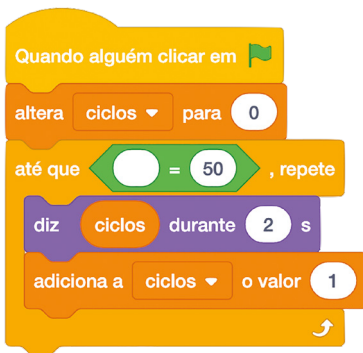 Quando alguém clicar em
altera ciclos para 0
até que = 50 , repete
diz ciclos durante 2 s
adiciona a ciclos o valor 1